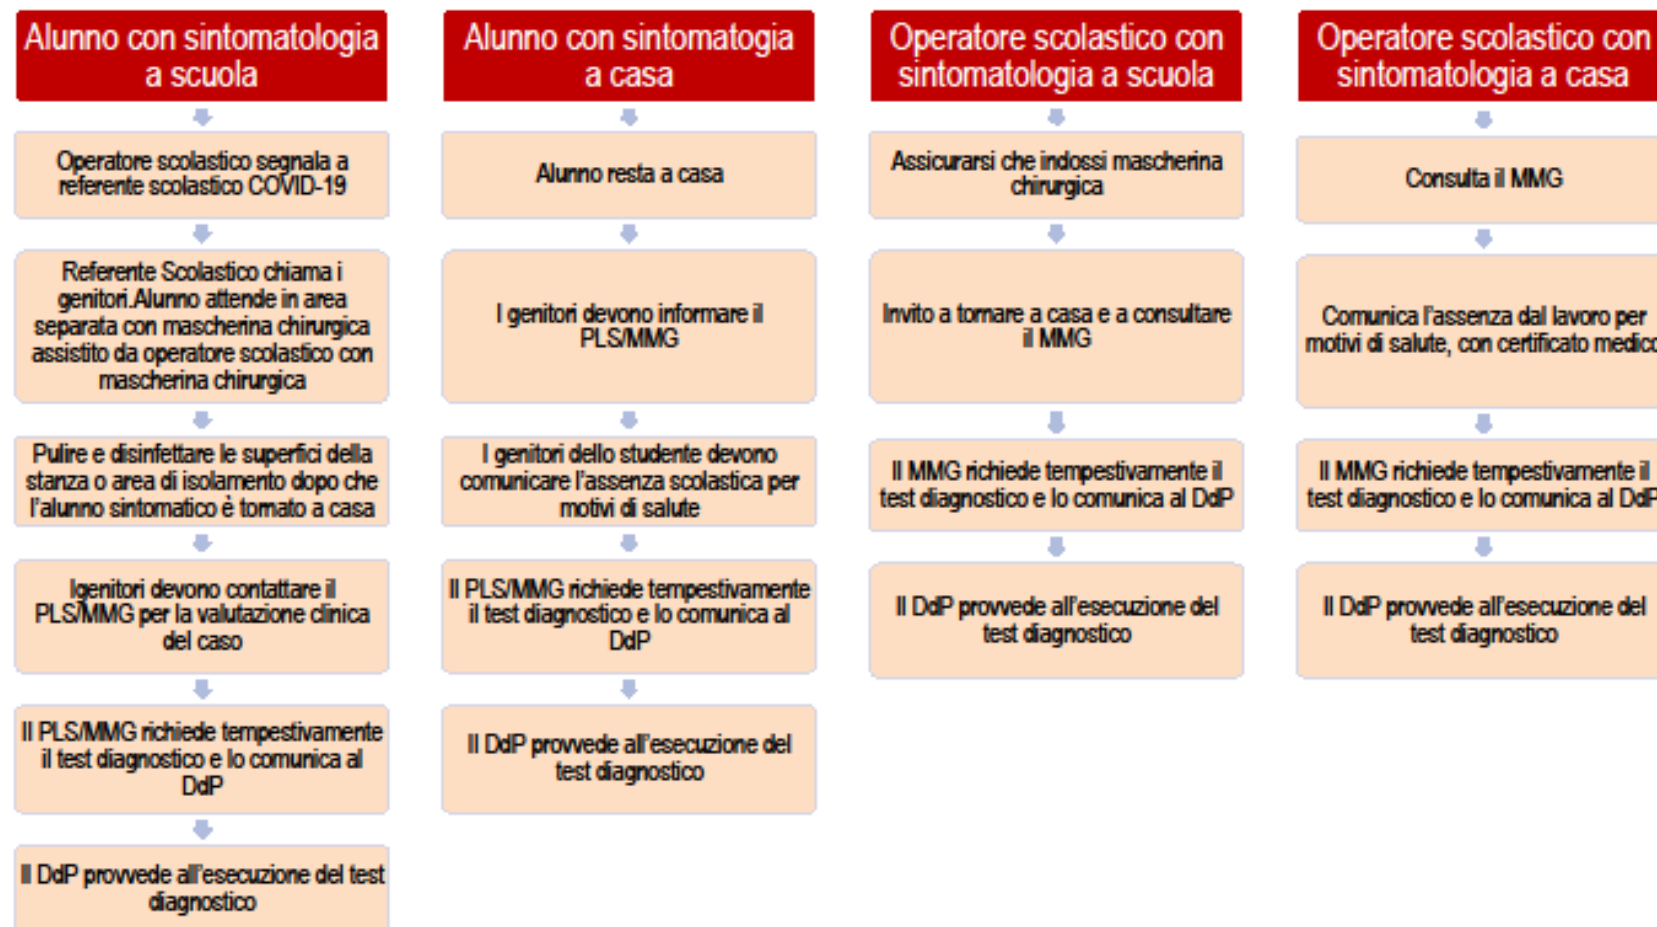 Alunno con sintomatologia
a scuola
Operatore scolastico segnala a
referente scolastico COVID-19
Referente Scolastico chiama i
genitori.Alunno attende in area
separata con mascherina chirurgica
assistito da operatore scolastico con
mascherina chirurgica
Pulire e disinfettare le superfici della
stanza o area di isolamento dopo che
l'alunno sintomatico è tornato a casa
Igenitori devono contattare il
PLS/MMG per la valutazione clinica
del caso
Il PLS/MMG richiede tempestivamente
il test diagnostico e lo comunica al
DdP
Il DdP provvede all'esecuzione del test
diagnostico
Alunno con sintomatogia
a casa
Alunno resta a casa
I genitori devono informare il
PLS/MMG
I genitori dello studente devono
comunicare l'assenza scolastica per
motivi di salute
Il PLS/MMG richiede tempestivamente
il test diagnostico e lo comunica al
DdP
Il DdP provvede all'esecuzione del
test diagnostico
Operatore scolastico con
sintomatologia a scuola
Assicurarsi che indossi mascherina
chirurgica
Invito a tornare a casa e a consultare
il MMG
Il MMG richiede tempestivamente il
test diagnostico e lo comunica al DdP
Il DdP provvede all'esecuzione del
test diagnostico
Operatore scolastico con
sintomatologia a casa
Consulta il MMG
Comunica l'assenza dal lavoro per
motivi di salute, con certificato medico
Il MMG richiede tempestivamente il
test diagnostico e lo comunica al DdP
Il DdP provvede all'esecuzione del
test diagnostico